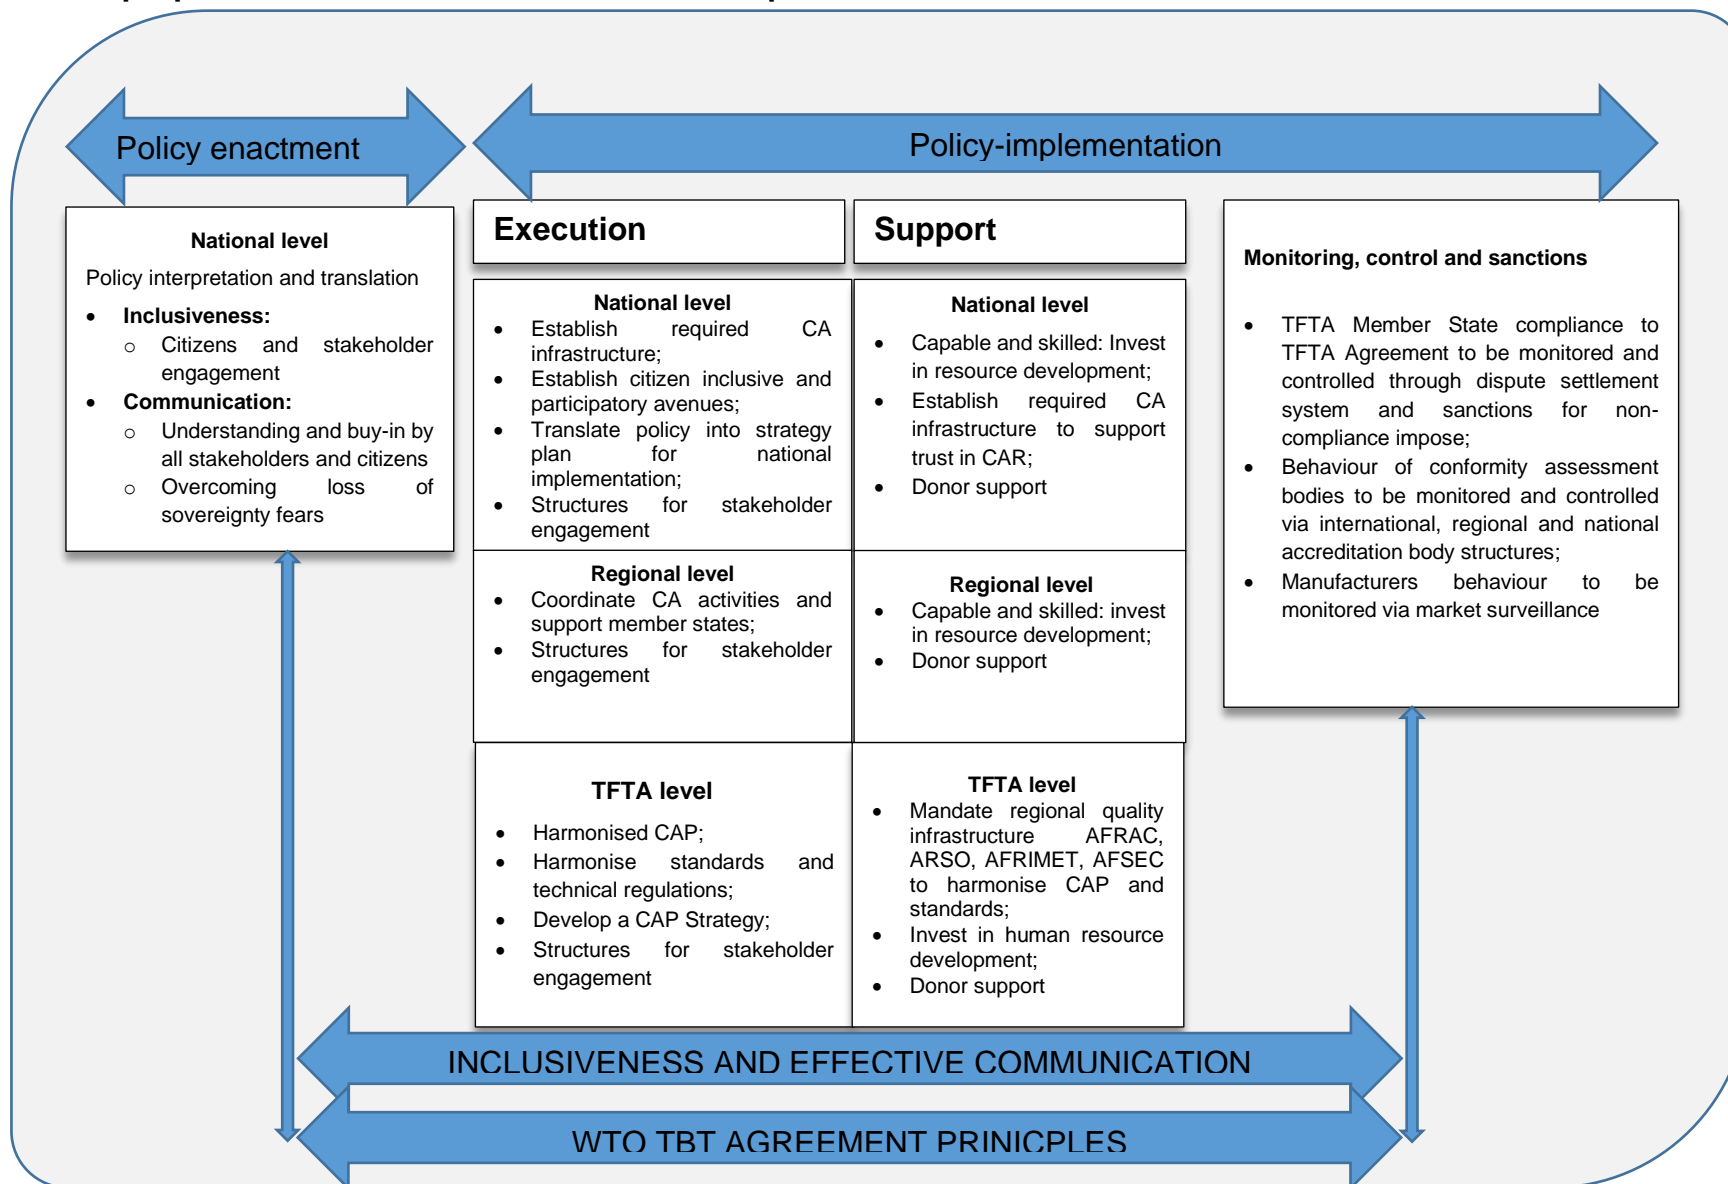 Policy enactment
Policy-implementation
National level
Policy interpretation and translation
• Inclusiveness:
o Citizens and stakeholder
engagement
• Communication:
o Understanding and buy-in by
all stakeholders and citizens
o Overcoming loss of
sovereignty fears
Execution
National level
• Establish required CA
infrastructure;
• Establish citizen inclusive and
participatory avenues;
• Translate policy into strategy
plan for national
implementation;
• Structures for stakeholder
engagement
Regional level
• Coordinate CA activities and
support member states;
• Structures for stakeholder
engagement
TFTA level
• Harmonised CAP;
• Harmonise standards and
technical regulations;
• Develop a CAP Strategy;
• Structures for stakeholder
engagement
Support
National level
• Capable and skilled: Invest
in resource development;
• Establish required CA
infrastructure to support
trust in CAR;
• Donor support
Regional level
• Capable and skilled: invest
in resource development;
• Donor support
TFTA level
• Mandate regional quality
infrastructure AFRAC,
ARSO, AFRIMET, AFSEC
to harmonise CAP and
standards;
• Invest in human resource
development;
• Donor support
Monitoring, control and sanctions
• TFTA Member State compliance to
TFTA Agreement to be monitored and
controlled through dispute settlement
system and sanctions for non-
compliance impose;
• Behaviour of conformity assessment
bodies to be monitored and controlled
via international, regional and national
accreditation body structures;
• Manufacturers behaviour to be
monitored via market surveillance
INCLUSIVENESS AND EFFECTIVE COMMUNICATION
WTO TBT AGREEMENT PRINICPLES